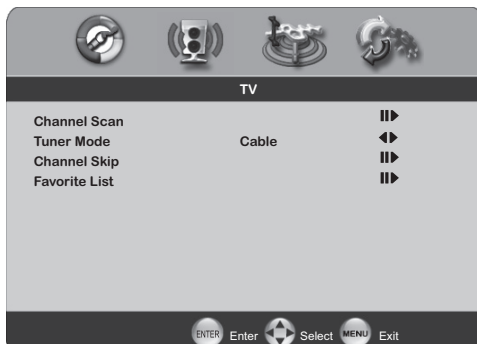 TV
Channel Scan
Tuner Mode Cable
Channel Skip
Favorite List
ENTER Enter Select MENU Exit